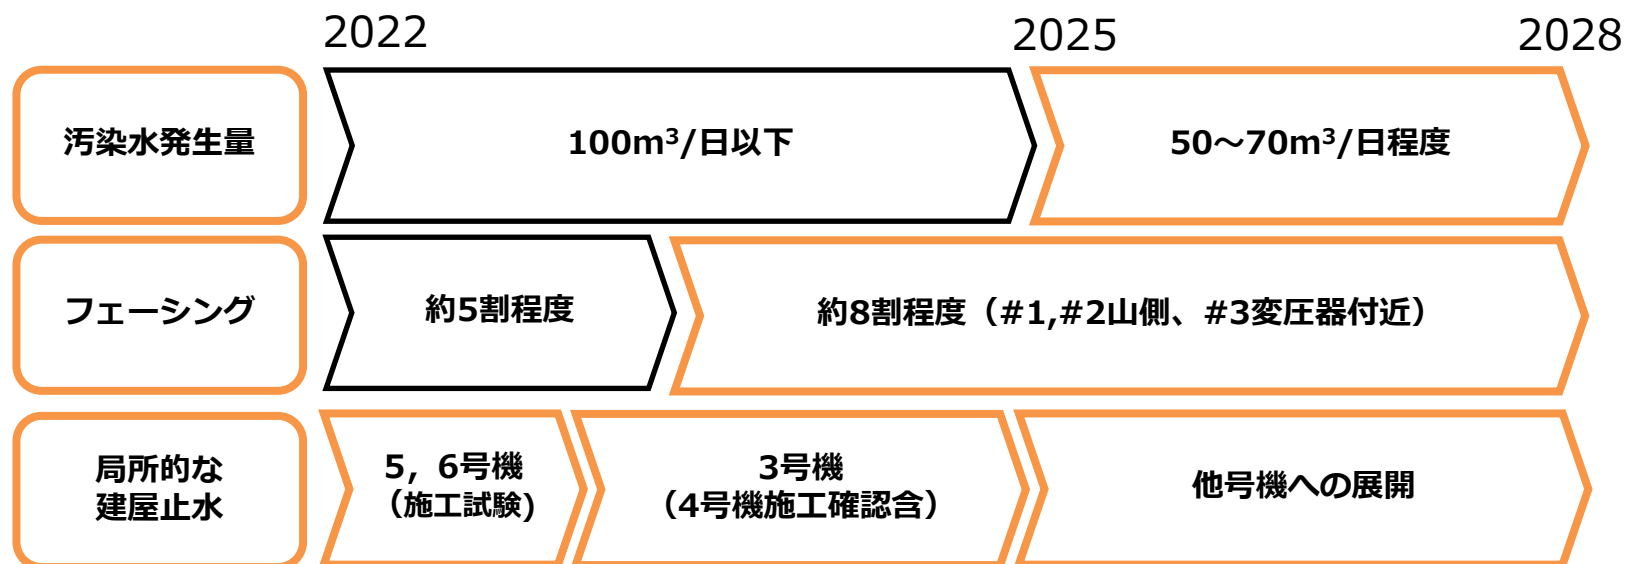 2022
2025
2028
汚染水発生量
100m³/日以下
50～70m³/日程度
フェーシング
約5割程度
約8割程度（#1,#2山側、#3変圧器付近）
局所的な
建屋止水
5，6号機
（施工試験)
3号機
（4号機施工確認含）
他号機への展開